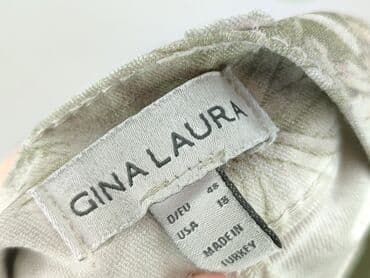 GINA LAURA
D/EU 48
USA 18
MADE IN
TURKEY